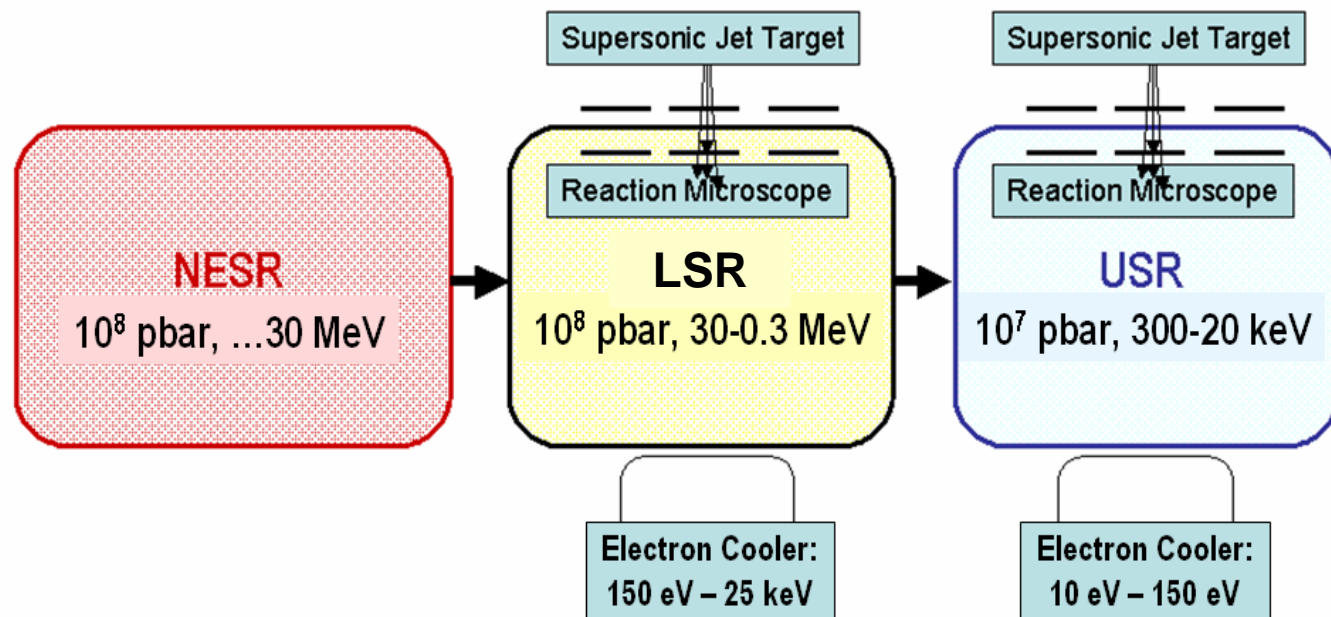 Supersonic Jet Target
Supersonic Jet Target
Reaction Microscope
Reaction Microscope
NESR
10⁸ pbar, ...30 MeV
LSR
10⁸ pbar, 30-0.3 MeV
USR
10⁷ pbar, 300-20 keV
Electron Cooler:
150 eV – 25 keV
Electron Cooler:
10 eV – 150 eV